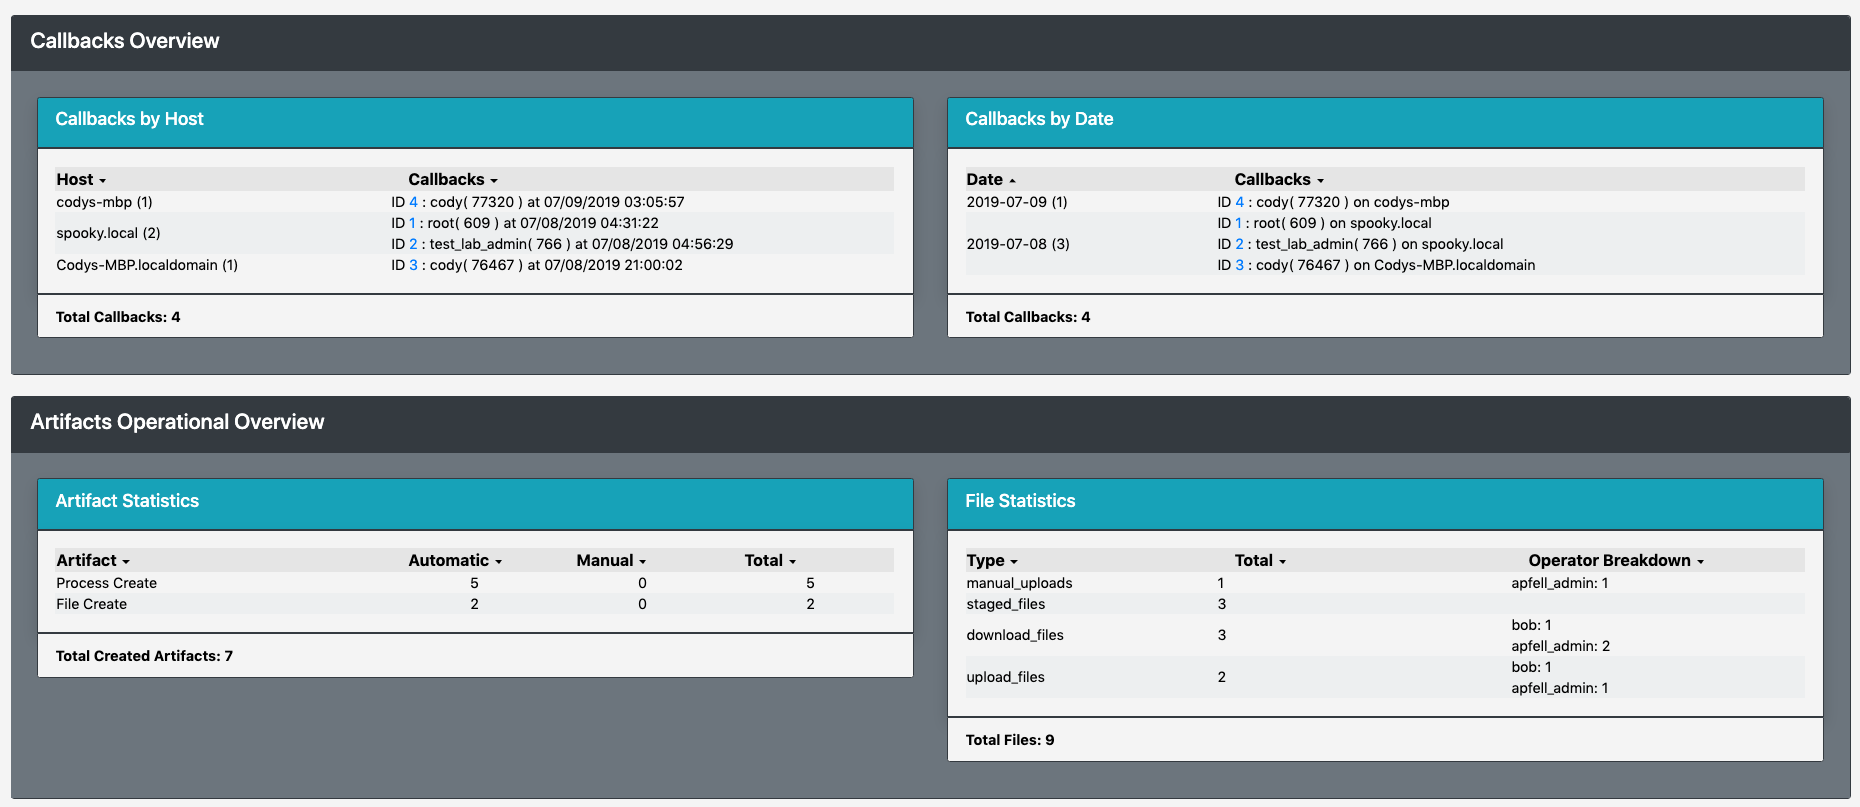 Callbacks Overview
Callbacks by Host
Host Callbacks
codys-mbp (1) ID 4 : cody( 77320 ) at 07/09/2019 03:05:57
spooky.local (2) ID 1 : root( 609 ) at 07/08/2019 04:31:22
ID 2 : test_lab_admin( 766 ) at 07/08/2019 04:56:29
Codys-MBP.localdomain (1) ID 3 : cody( 76467 ) at 07/08/2019 21:00:02
Total Callbacks: 4
Callbacks by Date
Date Callbacks
2019-07-09 (1) ID 4 : cody( 77320 ) on codys-mbp
2019-07-08 (3) ID 1 : root( 609 ) on spooky.local
ID 2 : test_lab_admin( 766 ) on spooky.local
ID 3 : cody( 76467 ) on Codys-MBP.localdomain
Total Callbacks: 4
Artifacts Operational Overview
Artifact Statistics
Artifact Automatic Manual Total
Process Create 5 0 5
File Create 2 0 2
Total Created Artifacts: 7
File Statistics
Type Total Operator Breakdown
manual_uploads 1 apfell_admin: 1
staged_files 3
download_files 3 bob: 1
apfell_admin: 2
upload_files 2 bob: 1
apfell_admin: 1
Total Files: 9